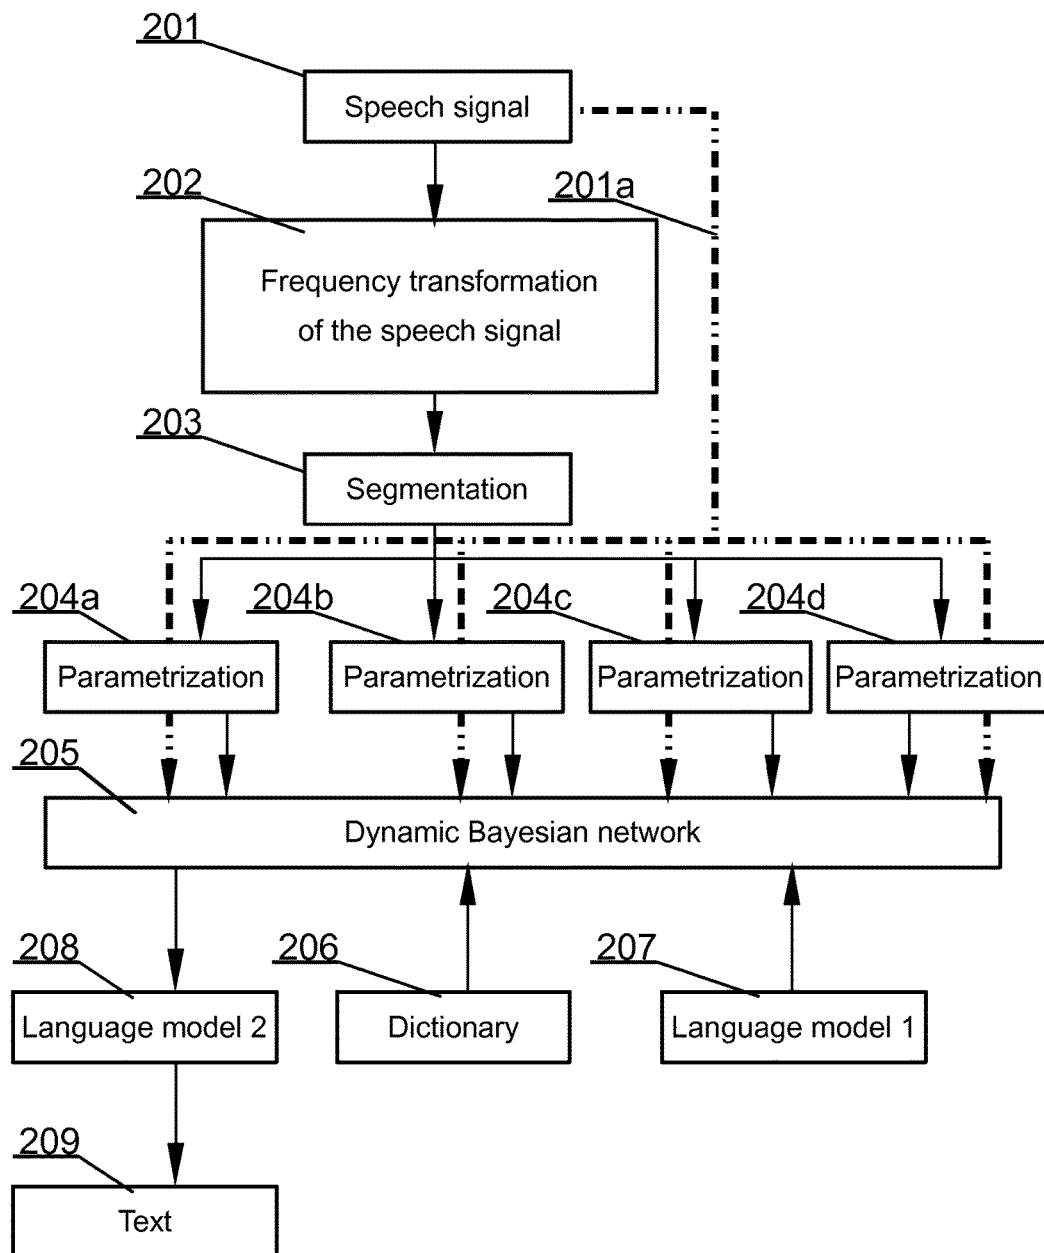 201
Speech signal
202
201a
Frequency transformation
of the speech signal
203
Segmentation
204a
204b
204c
204d
Parametrization
Parametrization
Parametrization
Parametrization
205
Dynamic Bayesian network
208
206
207
Language model 2
Dictionary
Language model 1
209
Text